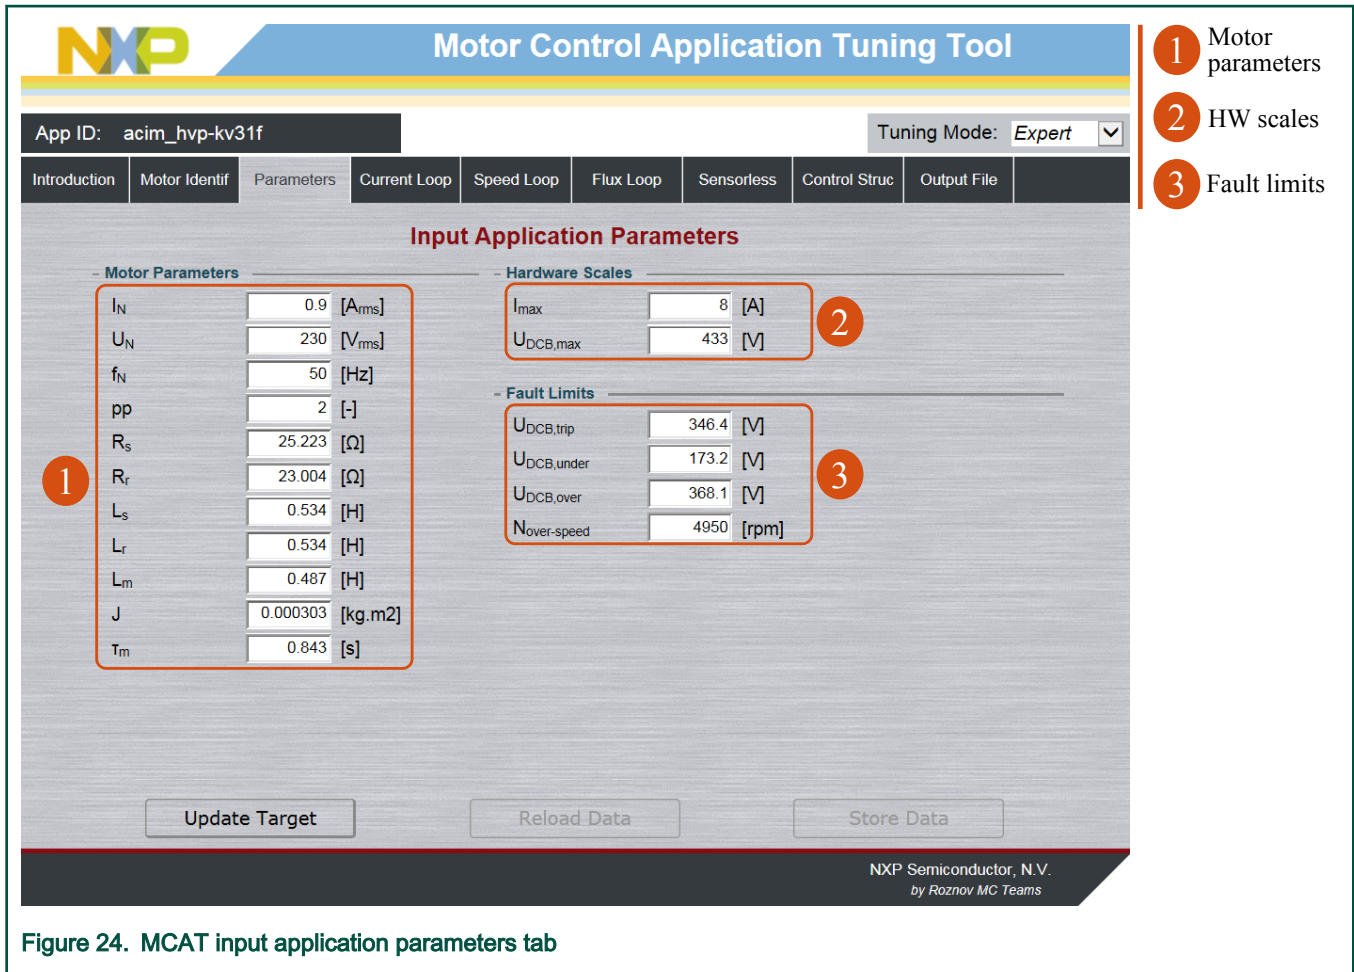 NXP
Motor Control Application Tuning Tool
1 Motor parameters
2 HW scales
3 Fault limits
App ID: acim_hvp-kv31f
Tuning Mode: Expert
Introduction Motor Identif Parameters Current Loop Speed Loop Flux Loop Sensorless Control Struc Output File
Input Application Parameters
Motor Parameters
IN 0.9 [Arms]
UN 230 [Vrms]
fN 50 [Hz]
pp 2 [-]
Rs 25.223 [Ω]
Rr 23.004 [Ω]
Ls 0.534 [H]
Lr 0.534 [H]
Lm 0.487 [H]
J 0.000303 [kg.m2]
τm 0.843 [s]
1
Hardware Scales
Imax 8 [A]
UDCB,max 433 [V]
2
Fault Limits
UDCB,trip 346.4 [V]
UDCB,under 173.2 [V]
UDCB,over 368.1 [V]
Nover-speed 4950 [rpm]
3
Update Target Reload Data Store Data
NXP Semiconductor, N.V.
by Roznov MC Teams
Figure 24. MCAT input application parameters tab